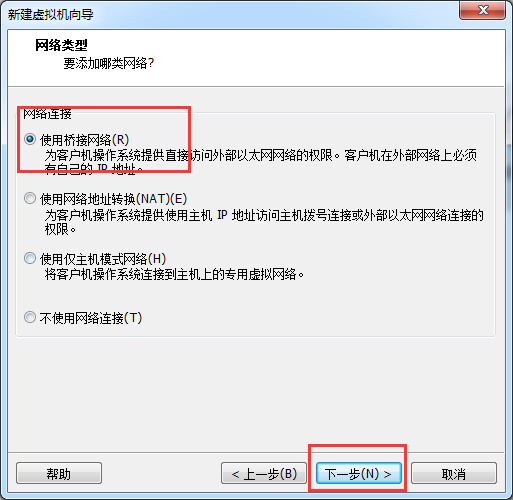 新建虚拟机向导
网络类型
要添加哪类网络?
网络连接
使用桥接网络(R)
为客户机操作系统提供直接访问外部以太网网络的权限。客户机在外部网络上必须
有自己的 IP 地址。
使用网络地址转换(NAT)(E)
为客户机操作系统提供使用主机 IP 地址访问主机拨号连接或外部以太网网络连接的
权限。
使用仅主机模式网络(H)
将客户机操作系统连接到主机上的专用虚拟网络。
不使用网络连接(T)
帮助
< 上一步(B)
下一步(N) >
取消